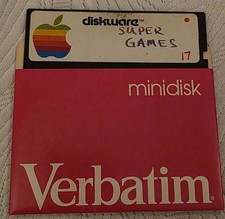 diskware™
SUPER
GAMES
17
minidisk
Verbatim®